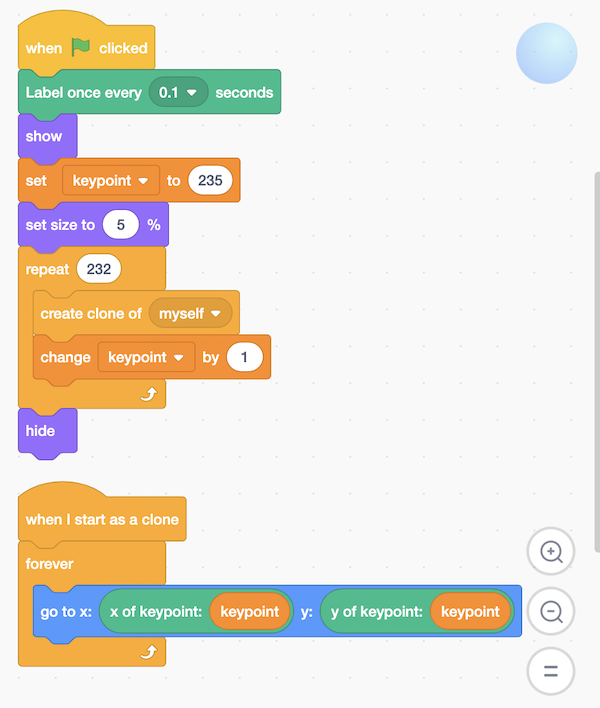 when clicked
Label once every 0.1 seconds
show
set keypoint to 235
set size to 5 %
repeat 232
create clone of myself
change keypoint by 1
hide
when I start as a clone
forever
go to x: x of keypoint: keypoint y: y of keypoint: keypoint